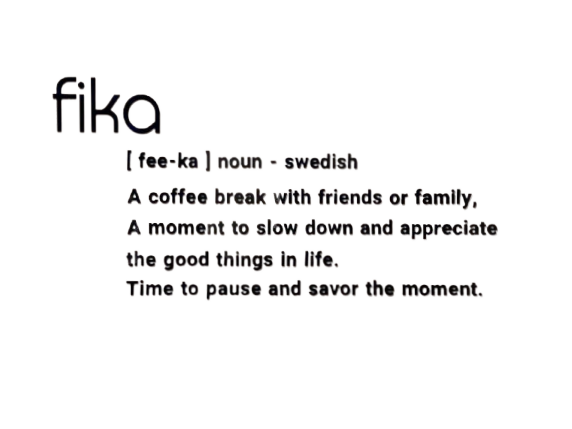 fika
[ fee-ka ] noun - swedish
A coffee break with friends or family,
A moment to slow down and appreciate
the good things in life.
Time to pause and savor the moment.